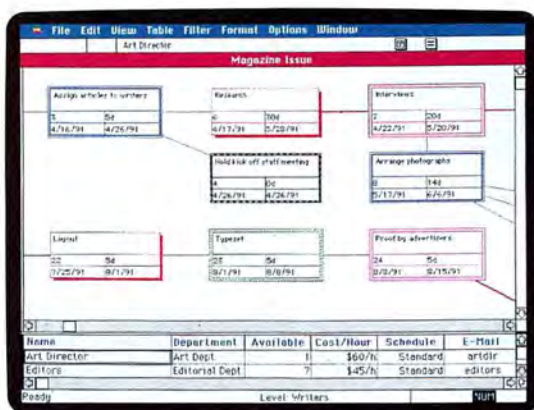 File Edit View Table Filter Format Options Window
Art Director
Magazine Issue
Assign articles to writers
5d
4/16/91 4/26/91
Research
6 30d
4/17/91 5/28/91
Interviews
7 20d
4/22/91 5/20/91
Hold kick off staff meeting
4 0d
4/26/91 4/26/91
Arrange photographs
8 14d
5/17/91 6/6/91
Layout
22 5d
7/25/91 8/1/91
Typeset
23 5d
8/1/91 8/8/91
Proof by advertisers
24 5d
8/8/91 8/15/91
Name Department Available Cost/Hour Schedule E-Mail
Art Director Art Dept 1 $60/h Standard artdir
Editors Editorial Dept 7 $45/h Standard editors
Ready Level: Writers NUM